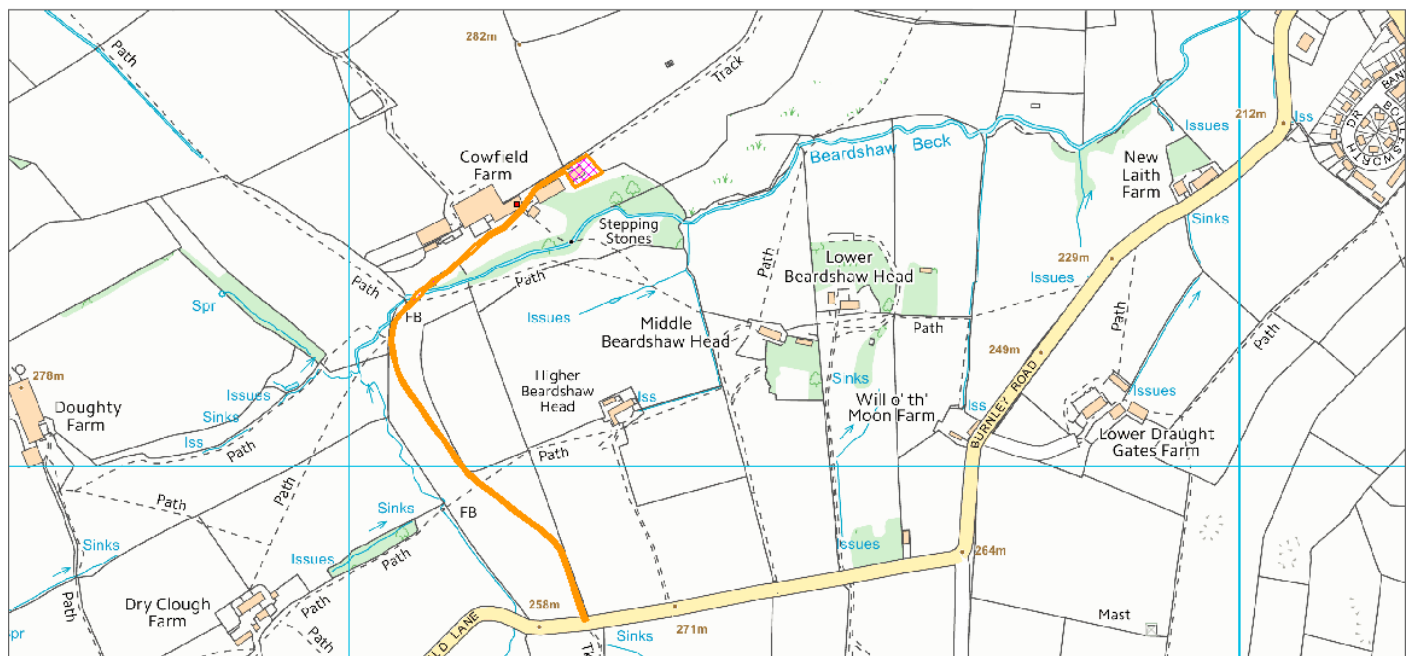 Path
282m
Track
Cowfield
Farm
Beardshaw Beck
Issues
212m
Iss
DR
BANK
BOULSWORTH
New
Laith
Farm
Sinks
Stepping
Stones
Path
Path
Path
Lower
Beardshaw Head
229m
Issues
Spr
FB
Issues
Middle
Beardshaw Head
Path
Path
Path
278m
Doughty
Farm
Issues
Sinks
Iss
Path
Higher
Beardshaw
Head
Iss
Sinks
249m
Will o' th'
Moon Farm
Iss
BURNLEY ROAD
Issues
Lower Draught
Gates Farm
Path
Path
Path
Sinks
FB
Sinks
Issues
Path
Issues
264m
Dry Clough
Farm
Path
Path
Path
258m
271m
Sinks
Mast